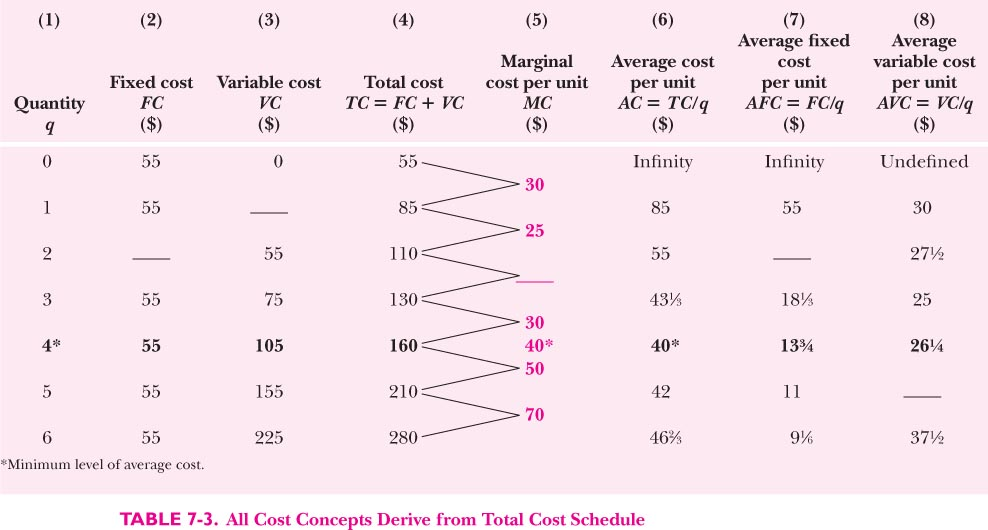 (1) (2) (3) (4) (5) (6) (7) (8)
Average fixed Average
Marginal Average cost cost variable cost
Fixed cost Variable cost Total cost cost per unit per unit per unit per unit
Quantity FC VC TC = FC + VC MC AC = TC/q AFC = FC/q AVC = VC/q
q ($) ($) ($) ($) ($) ($) ($)
0 55 0 55 Infinity Infinity Undefined
30
1 55 ____ 85 85 55 30
25
2 ____ 55 110 55 ____ 27½
____
3 55 75 130 43⅓ 18⅓ 25
30
4* 55 105 160 40* 40* 13¾ 26¼
50
5 55 155 210 42 11 ____
70
6 55 225 280 46⅔ 9⅙ 37½
*Minimum level of average cost.
TABLE 7-3. All Cost Concepts Derive from Total Cost Schedule